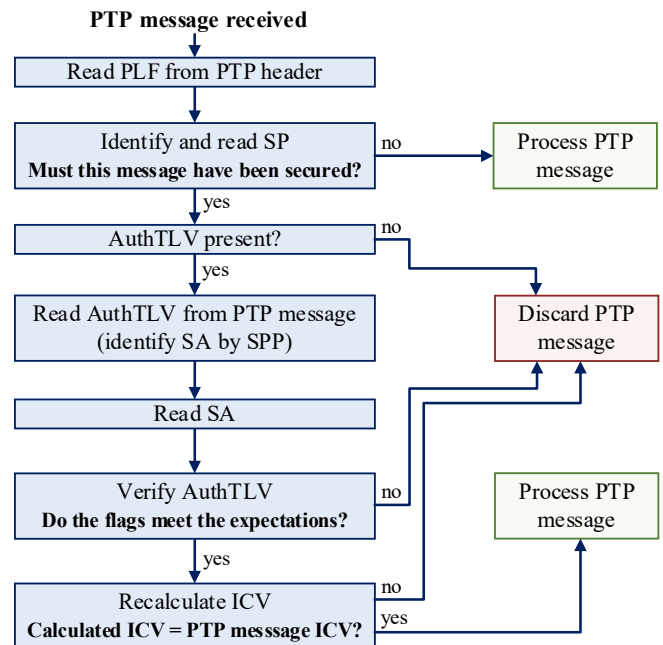 PTP message received
Read PLF from PTP header
Identify and read SP
Must this message have been secured?
no
Process PTP
message
yes
AuthTLV present?
no
yes
Read AuthTLV from PTP message
(identify SA by SPP)
Discard PTP
message
Read SA
Verify AuthTLV
Do the flags meet the expectations?
no
Process PTP
message
yes
Recalculate ICV
Calculated ICV = PTP messsage ICV?
no
yes